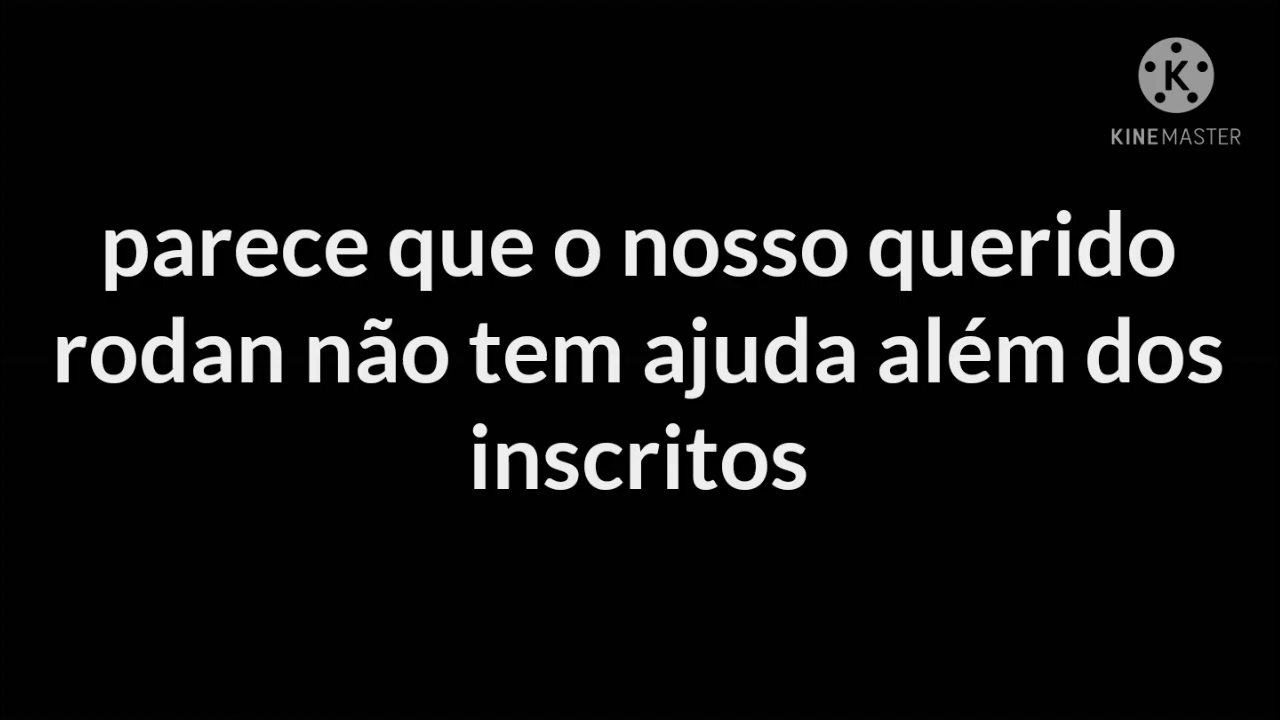 K
KINEMASTER
parece que o nosso querido
rodan não tem ajuda além dos
inscritos